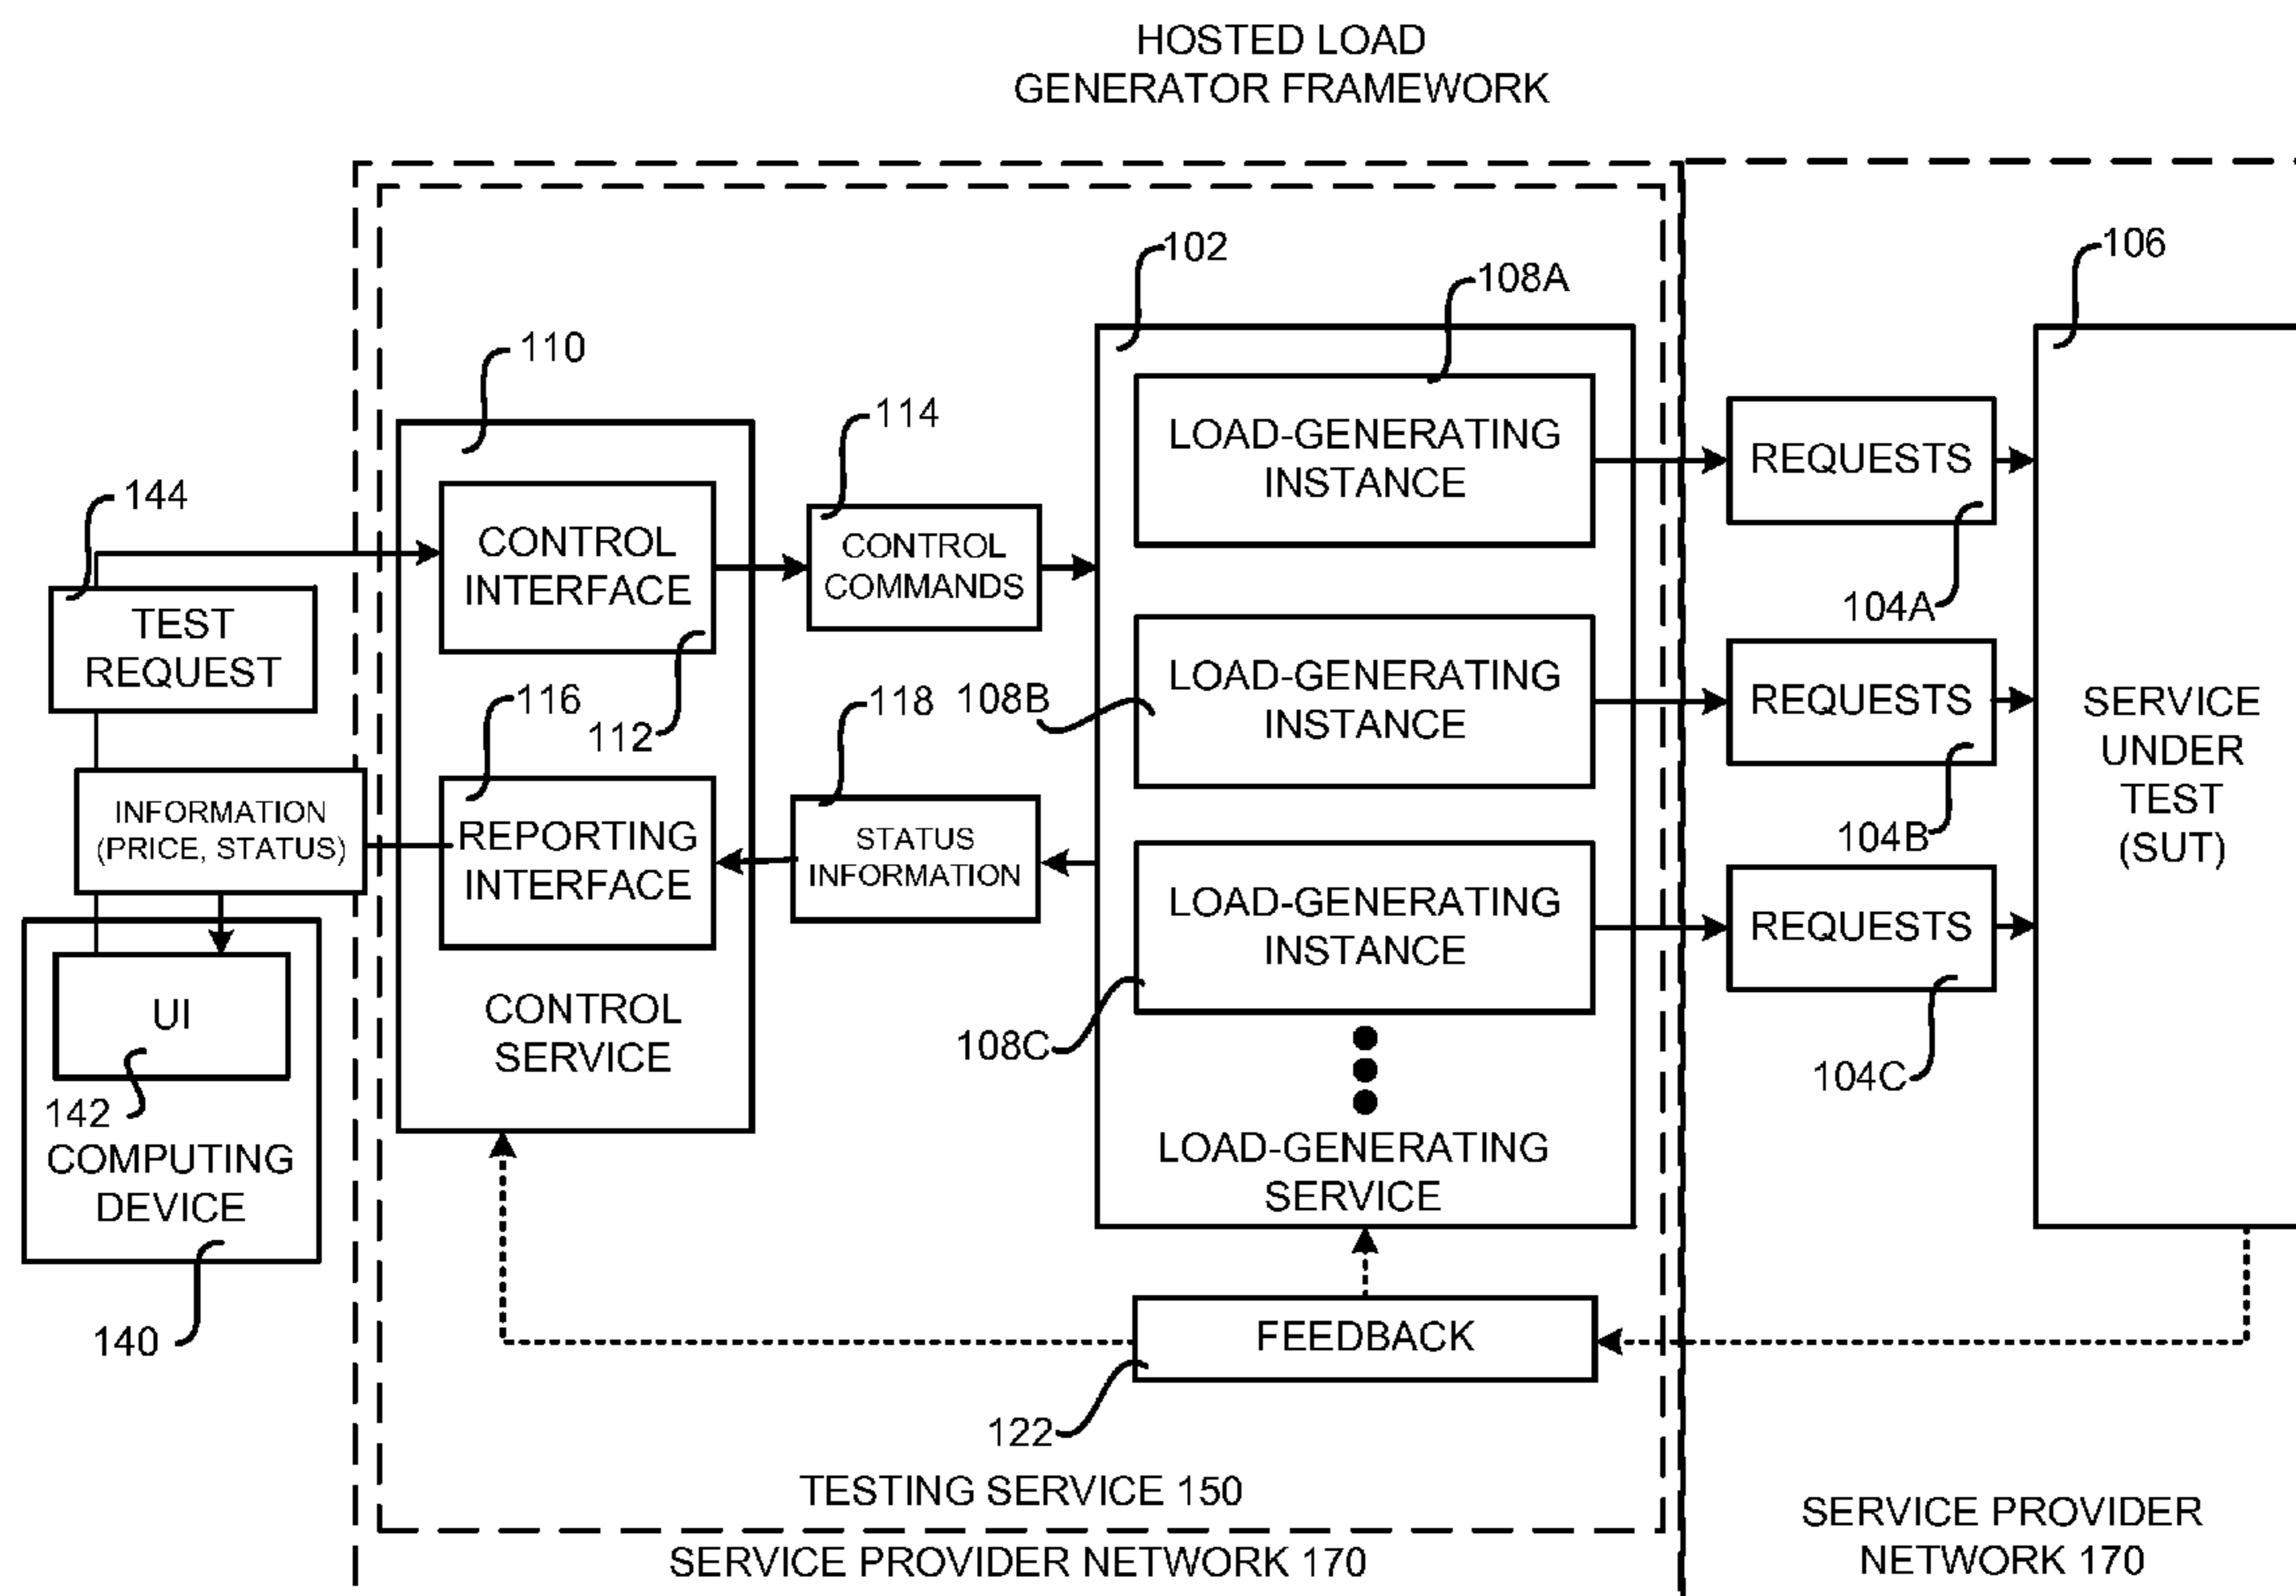 HOSTED LOAD
GENERATOR FRAMEWORK
102
108A
106
110
114
144
LOAD-GENERATING
INSTANCE
REQUESTS
CONTROL
INTERFACE
CONTROL
COMMANDS
104A
TEST
REQUEST
116
112
118
108B
LOAD-GENERATING
INSTANCE
REQUESTS
SERVICE
UNDER
TEST
(SUT)
INFORMATION
(PRICE, STATUS)
REPORTING
INTERFACE
STATUS
INFORMATION
104B
LOAD-GENERATING
INSTANCE
REQUESTS
UI
CONTROL
SERVICE
108C
104C
142
COMPUTING
DEVICE
LOAD-GENERATING
SERVICE
140
FEEDBACK
122
TESTING SERVICE 150
SERVICE PROVIDER NETWORK 170
SERVICE PROVIDER
NETWORK 170